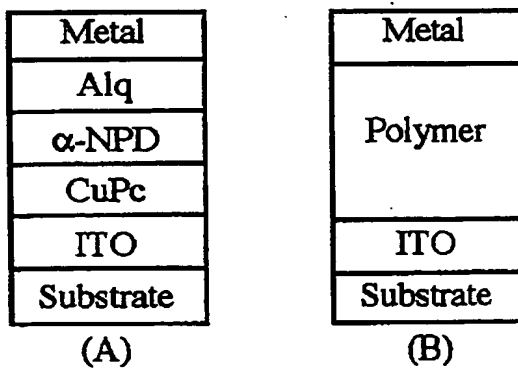 Metal
Alq
α-NPD
CuPc
ITO
Substrate
(A)
Metal
Polymer
ITO
Substrate
(B)